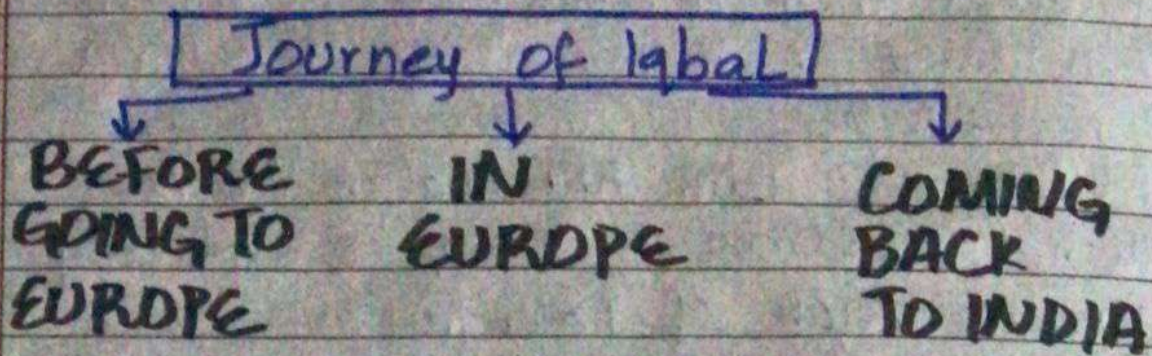 Journey of Iqbal
BEFORE
GOING TO
EUROPE
IN
EUROPE
COMING
BACK
TO INDIA